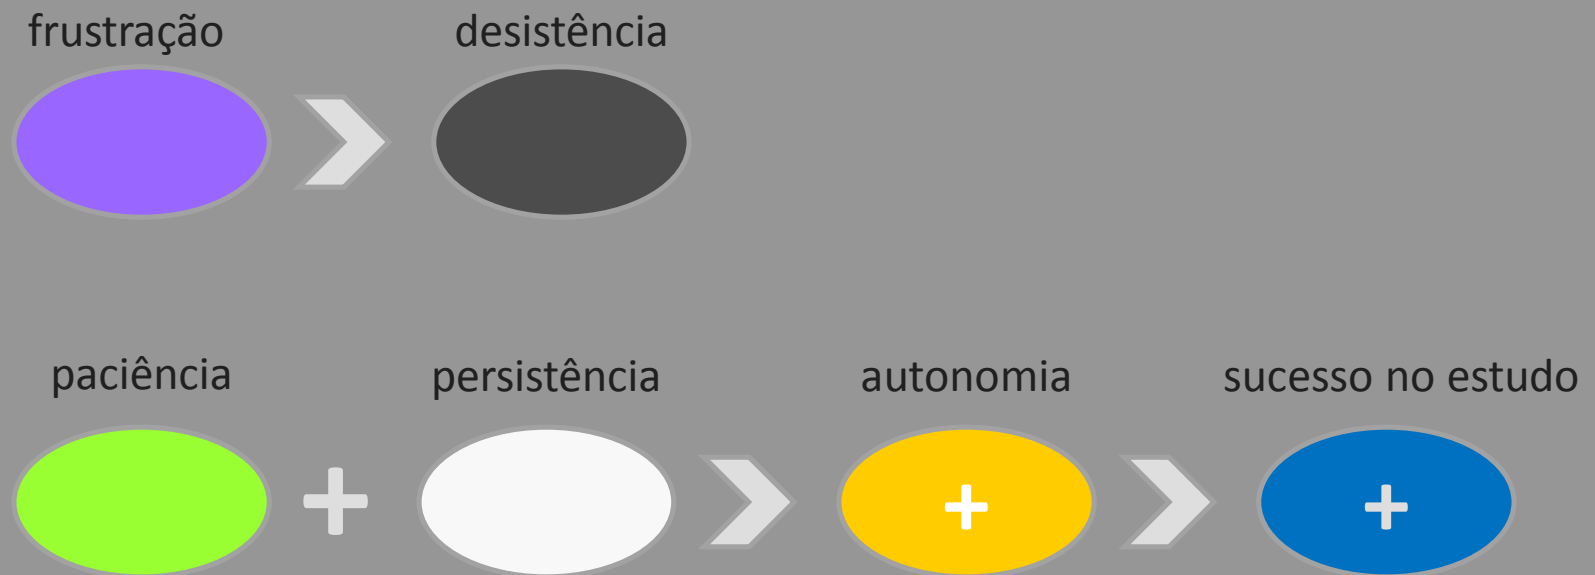 frustração desistência
paciência persistência autonomia sucesso no estudo
+ + +